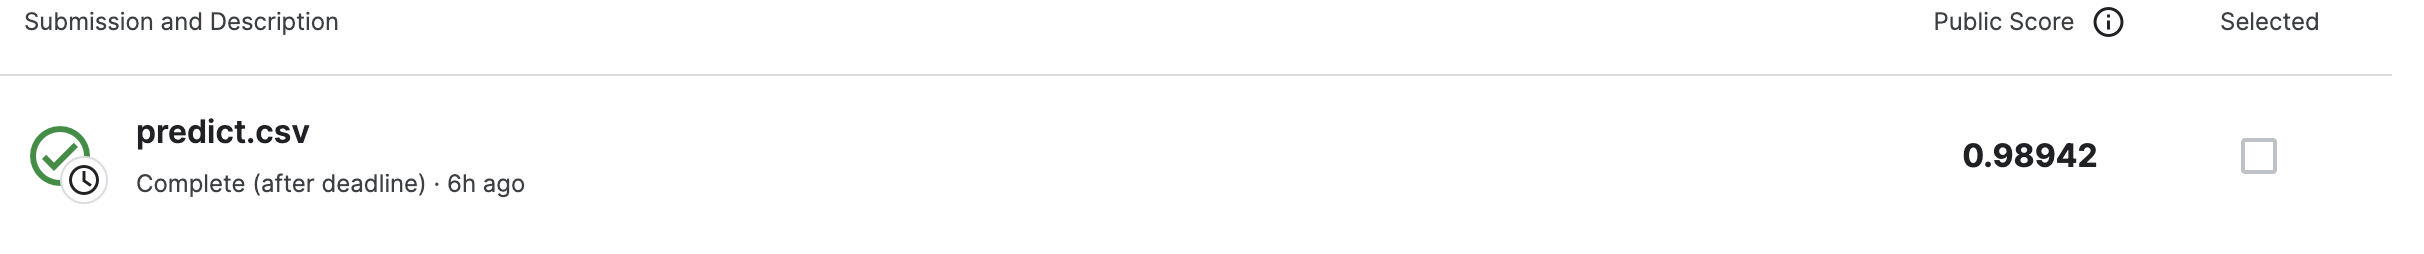 Submission and Description
Public Score
Selected
predict.csv
0.98942
Complete (after deadline) · 6h ago